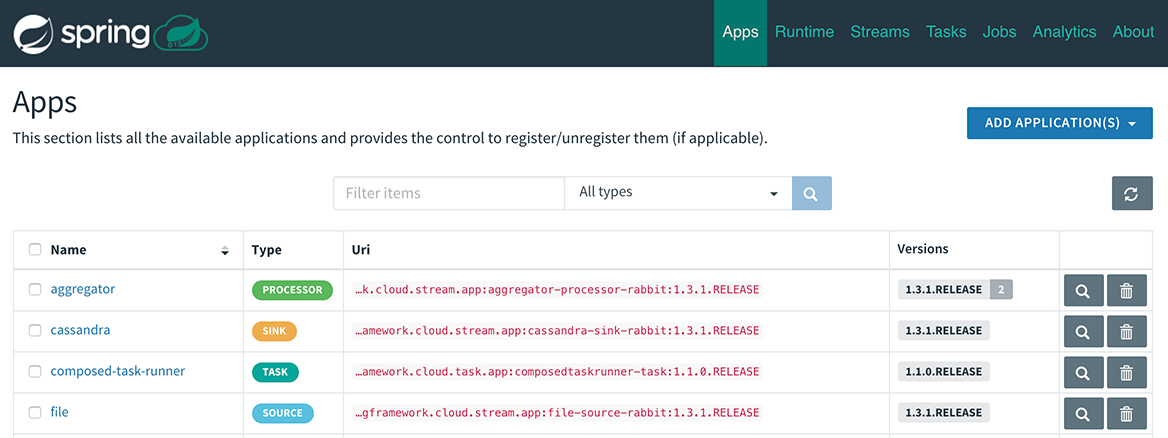 spring
Apps Runtime Streams Tasks Jobs Analytics About
Apps
ADD APPLICATION(S)
This section lists all the available applications and provides the control to register/unregister them (if applicable).
Filter items All types
Name Type Uri Versions
aggregator PROCESSOR …k.cloud.stream.app:aggregator-processor-rabbit:1.3.1.RELEASE 1.3.1.RELEASE 2
cassandra SINK …amework.cloud.stream.app:cassandra-sink-rabbit:1.3.1.RELEASE 1.3.1.RELEASE
composed-task-runner TASK …amework.cloud.task.app:composedtaskrunner-task:1.1.0.RELEASE 1.1.0.RELEASE
file SOURCE …gframework.cloud.stream.app:file-source-rabbit:1.3.1.RELEASE 1.3.1.RELEASE